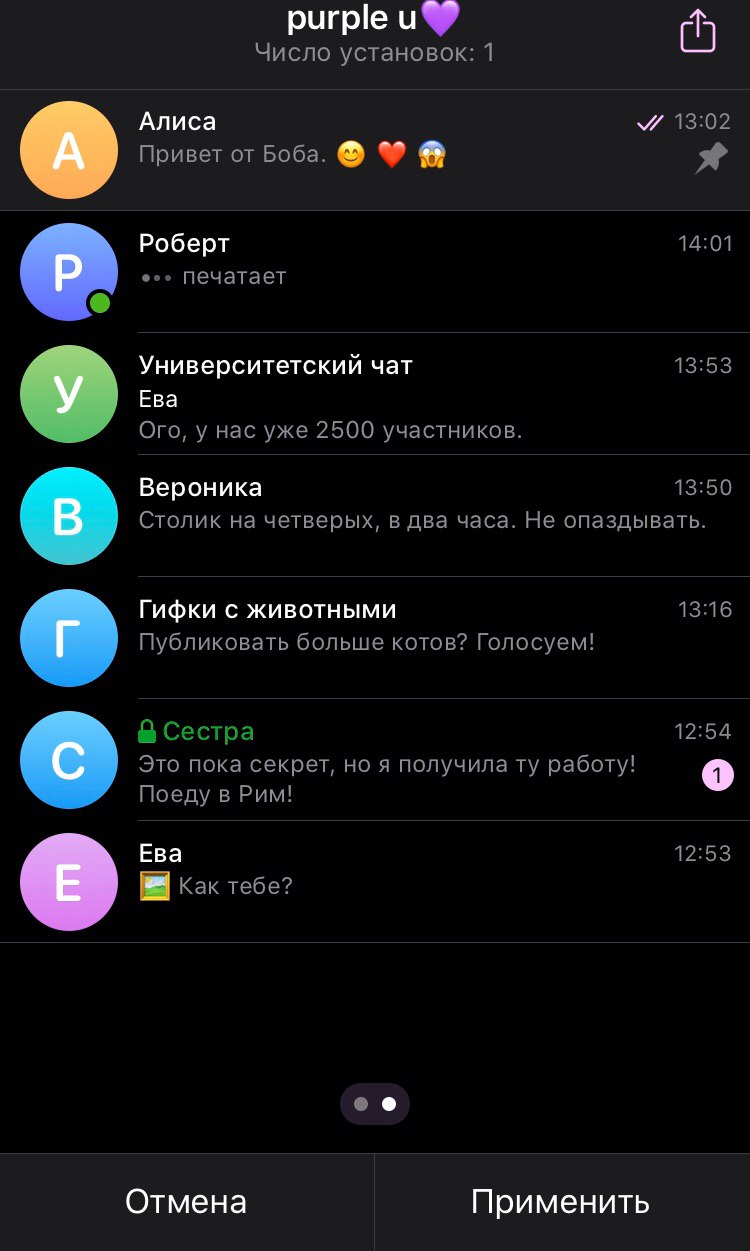 purple u💜
Число установок: 1
А
Алиса
13:02
Привет от Боба. 😊 ❤️ 😱
Р
Роберт
14:01
••• печатает
У
Университетский чат
13:53
Ева
Ого, у нас уже 2500 участников.
В
Вероника
13:50
Столик на четверых, в два часа. Не опаздывать.
Г
Гифки с животными
13:16
Публиковать больше котов? Голосуем!
С
Сестра
12:54
Это пока секрет, но я получила ту работу!
Поеду в Рим!
1
Е
Ева
12:53
🖼️ Как тебе?
Отмена
Применить